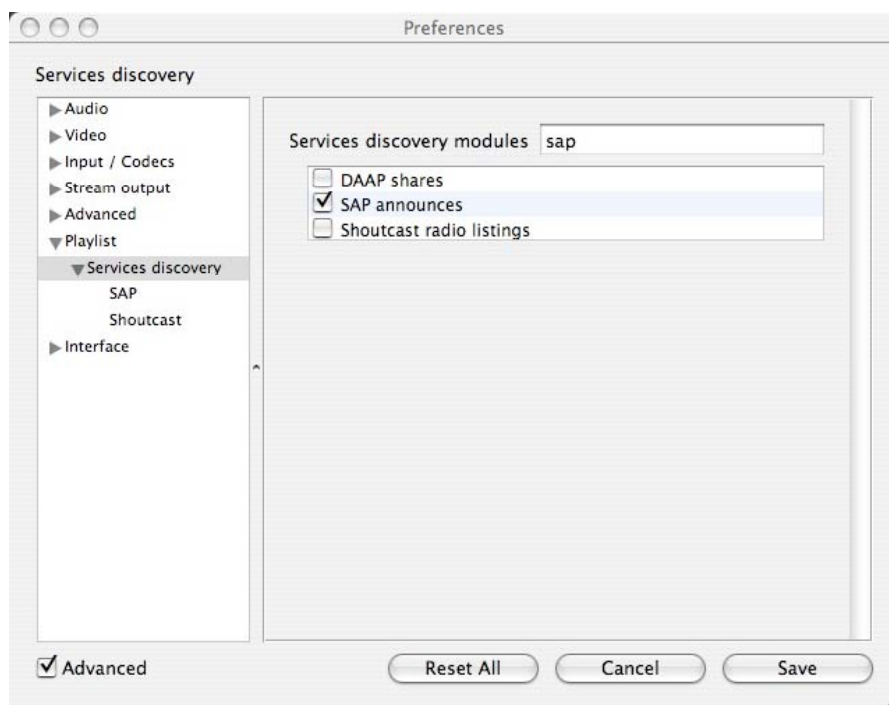 Preferences
Services discovery
Audio
Video
Input / Codecs
Stream output
Advanced
Playlist
Services discovery
SAP
Shoutcast
Interface
Services discovery modules sap
DAAP shares
SAP announces
Shoutcast radio listings
Advanced
Reset All
Cancel
Save